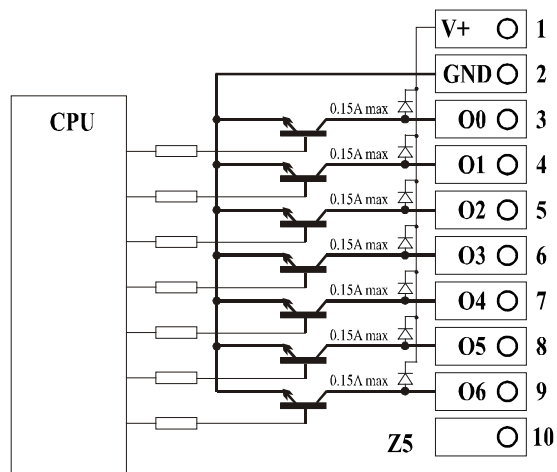 V+ 1
GND 2
CPU
0.15A max O0 3
0.15A max O1 4
0.15A max O2 5
0.15A max O3 6
0.15A max O4 7
0.15A max O5 8
0.15A max O6 9
Z5 10